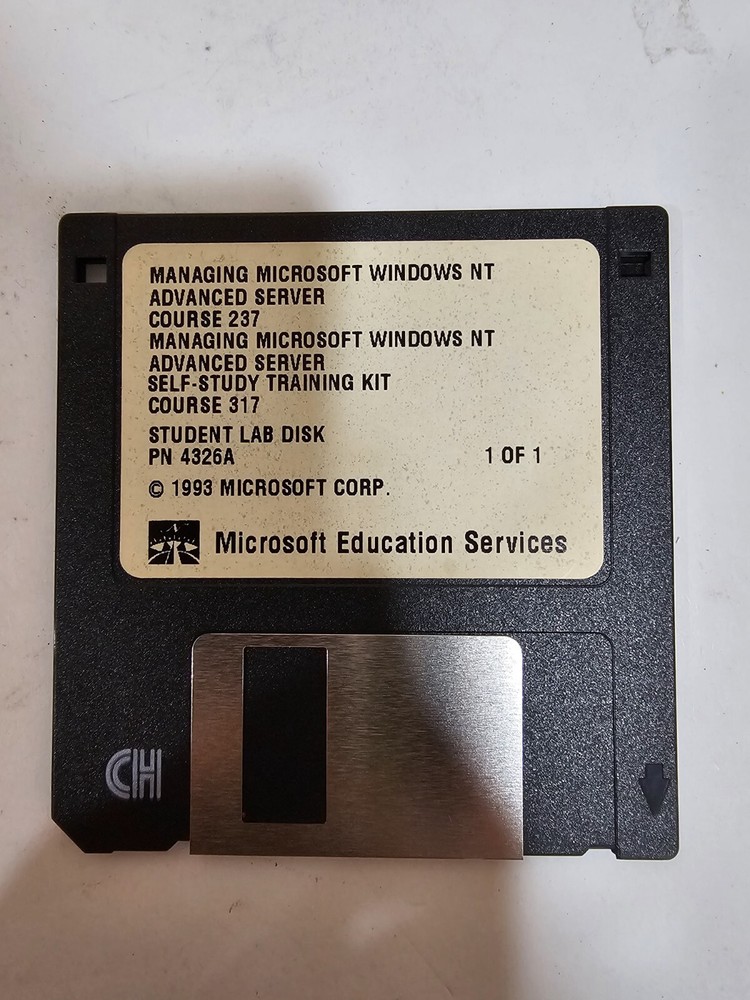 MANAGING MICROSOFT WINDOWS NT
ADVANCED SERVER
COURSE 237
MANAGING MICROSOFT WINDOWS NT
ADVANCED SERVER
SELF-STUDY TRAINING KIT
COURSE 317
STUDENT LAB DISK
PN 4326A 1 OF 1
© 1993 MICROSOFT CORP.
Microsoft Education Services
CH